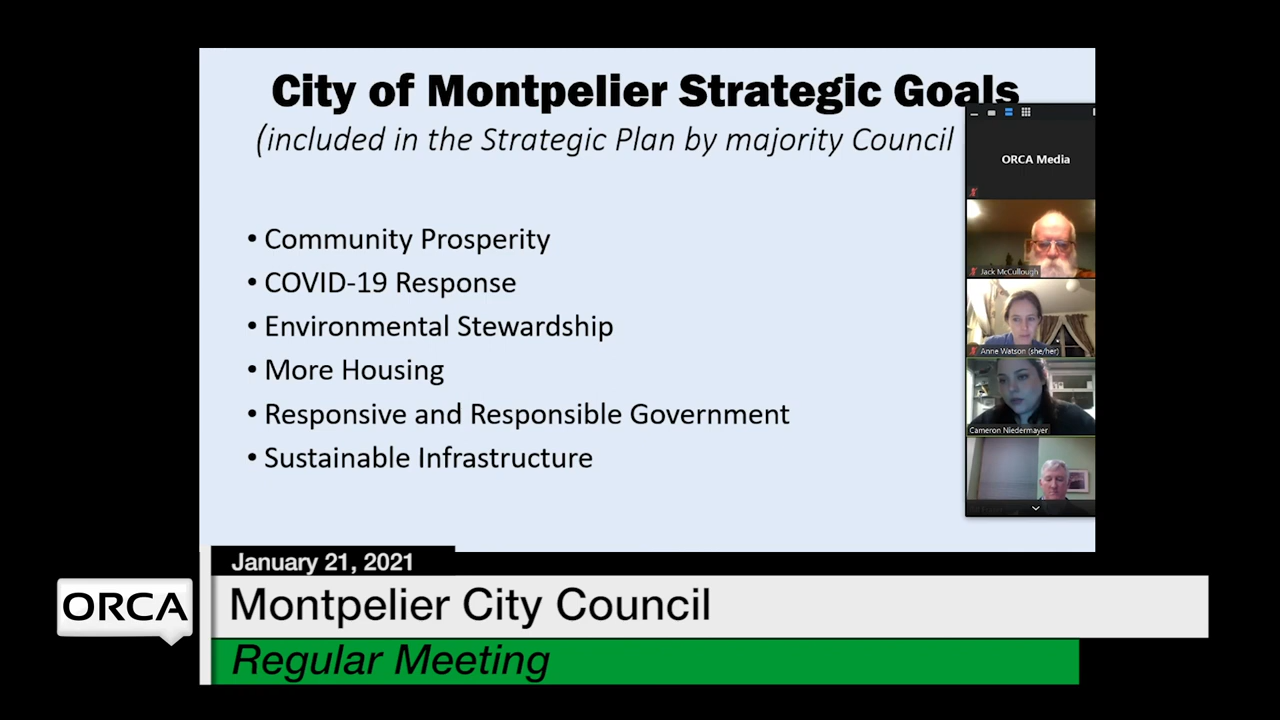 City of Montpelier Strategic Goals
(included in the Strategic Plan by majority Council
ORCA Media
• Community Prosperity
• COVID-19 Response
• Environmental Stewardship
• More Housing
• Responsive and Responsible Government
• Sustainable Infrastructure
Jack McCullough
Anne Watson (she/her)
Cameron Niedermayer
January 21, 2021
ORCA
Montpelier City Council
Regular Meeting